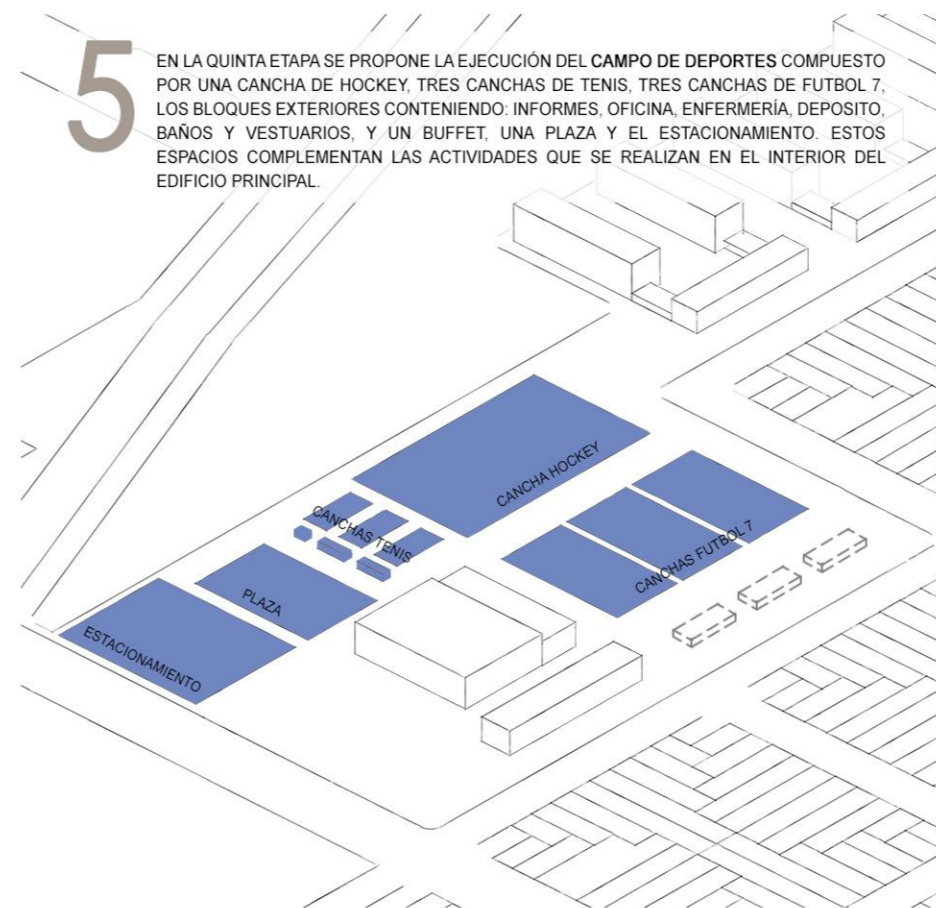 5
EN LA QUINTA ETAPA SE PROPONE LA EJECUCIÓN DEL CAMPO DE DEPORTES COMPUESTO
POR UNA CANCHA DE HOCKEY, TRES CANCHAS DE TENIS, TRES CANCHAS DE FUTBOL 7,
LOS BLOQUES EXTERIORES CONTENIENDO: INFORMES, OFICINA, ENFERMERÍA, DEPOSITO,
BAÑOS Y VESTUARIOS, Y UN BUFFET, UNA PLAZA Y EL ESTACIONAMIENTO. ESTOS
ESPACIOS COMPLEMENTAN LAS ACTIVIDADES QUE SE REALIZAN EN EL INTERIOR DEL
EDIFICIO PRINCIPAL.
CANCHA HOCKEY
CANCHAS TENIS
CANCHAS FUTBOL 7
PLAZA
ESTACIONAMIENTO